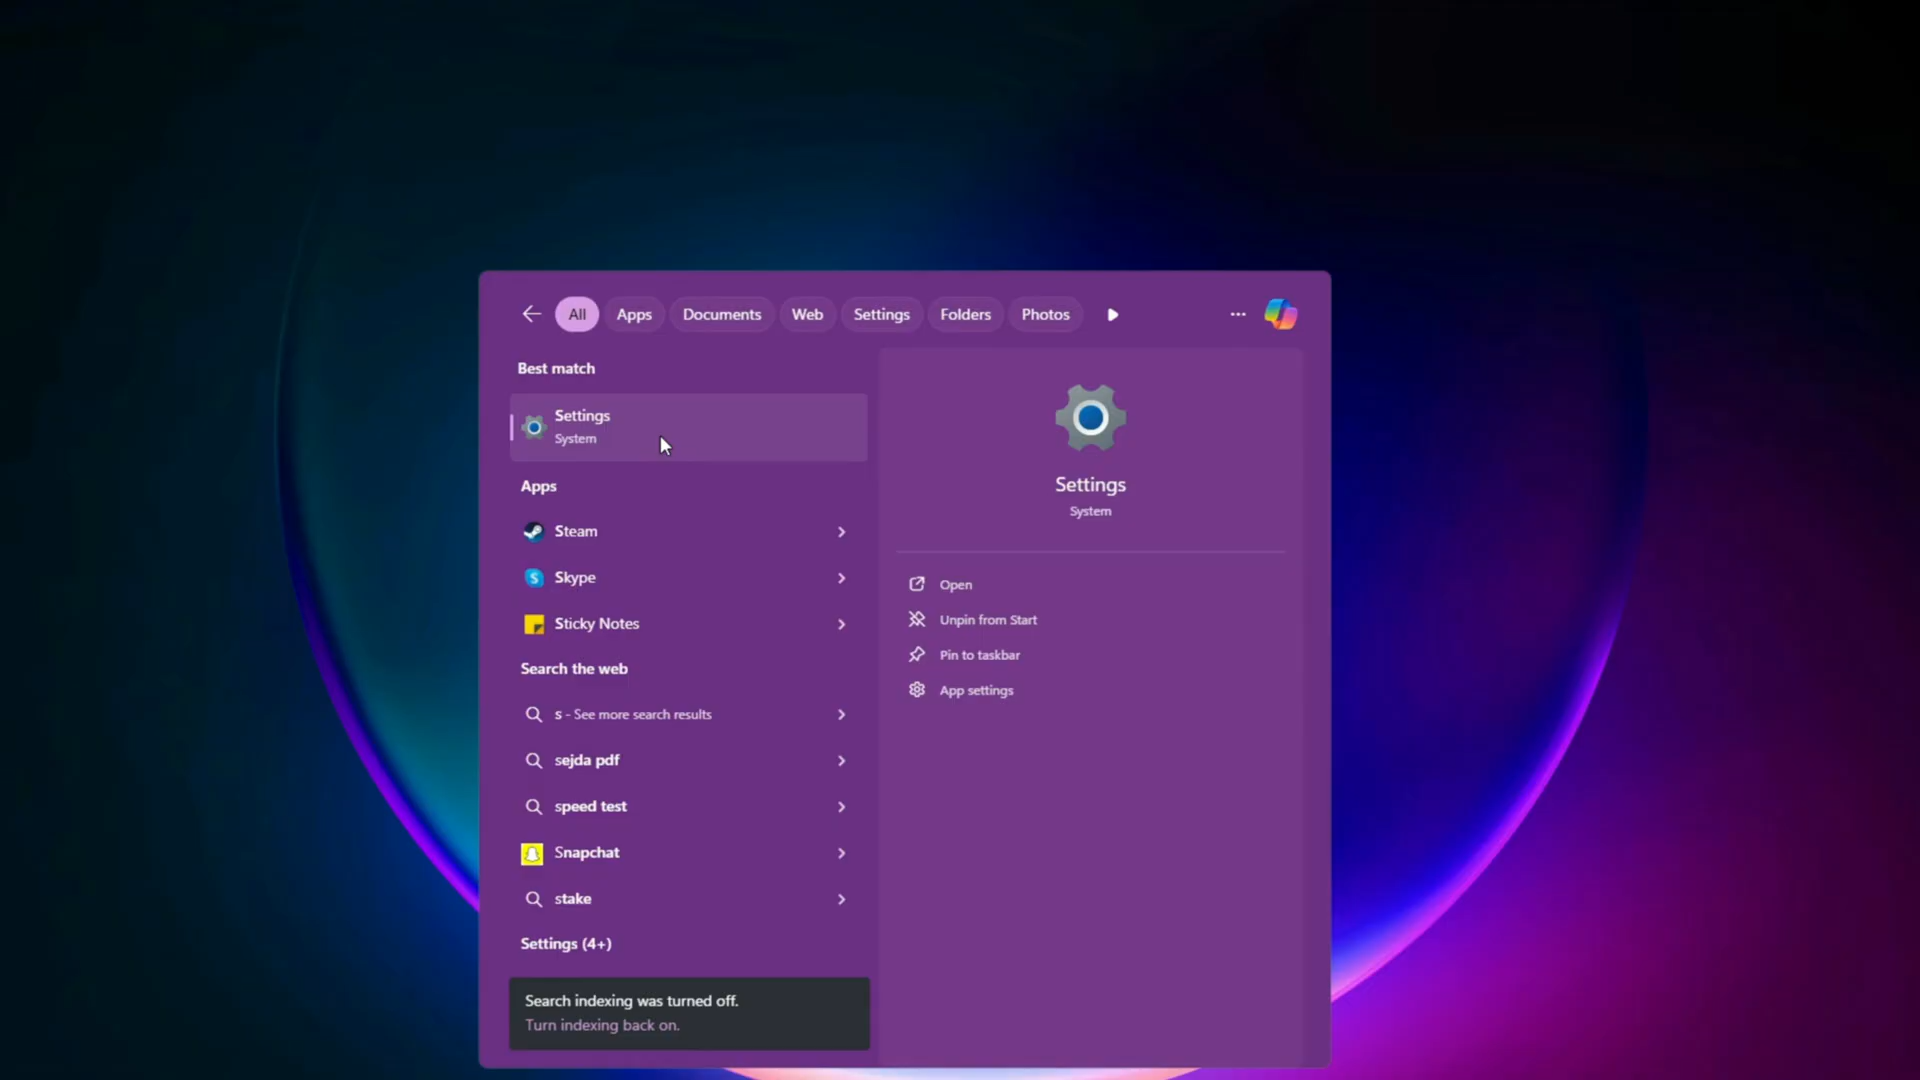 All Apps Documents Web Settings Folders Photos
Best match
Settings
System
Apps
Steam
Skype
Sticky Notes
Search the web
s - See more search results
sejda pdf
speed test
Snapchat
stake
Settings (4+)
Search indexing was turned off.
Turn indexing back on.
Settings
System
Open
Unpin from Start
Pin to taskbar
App settings